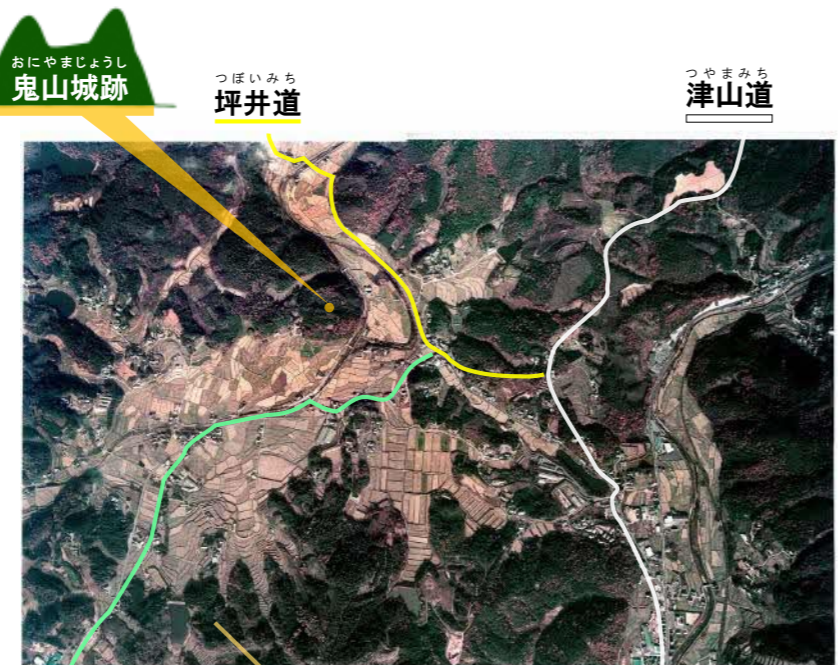 おにやまじょうし
鬼山城跡
つぼいみち
坪井道
つやまみち
津山道